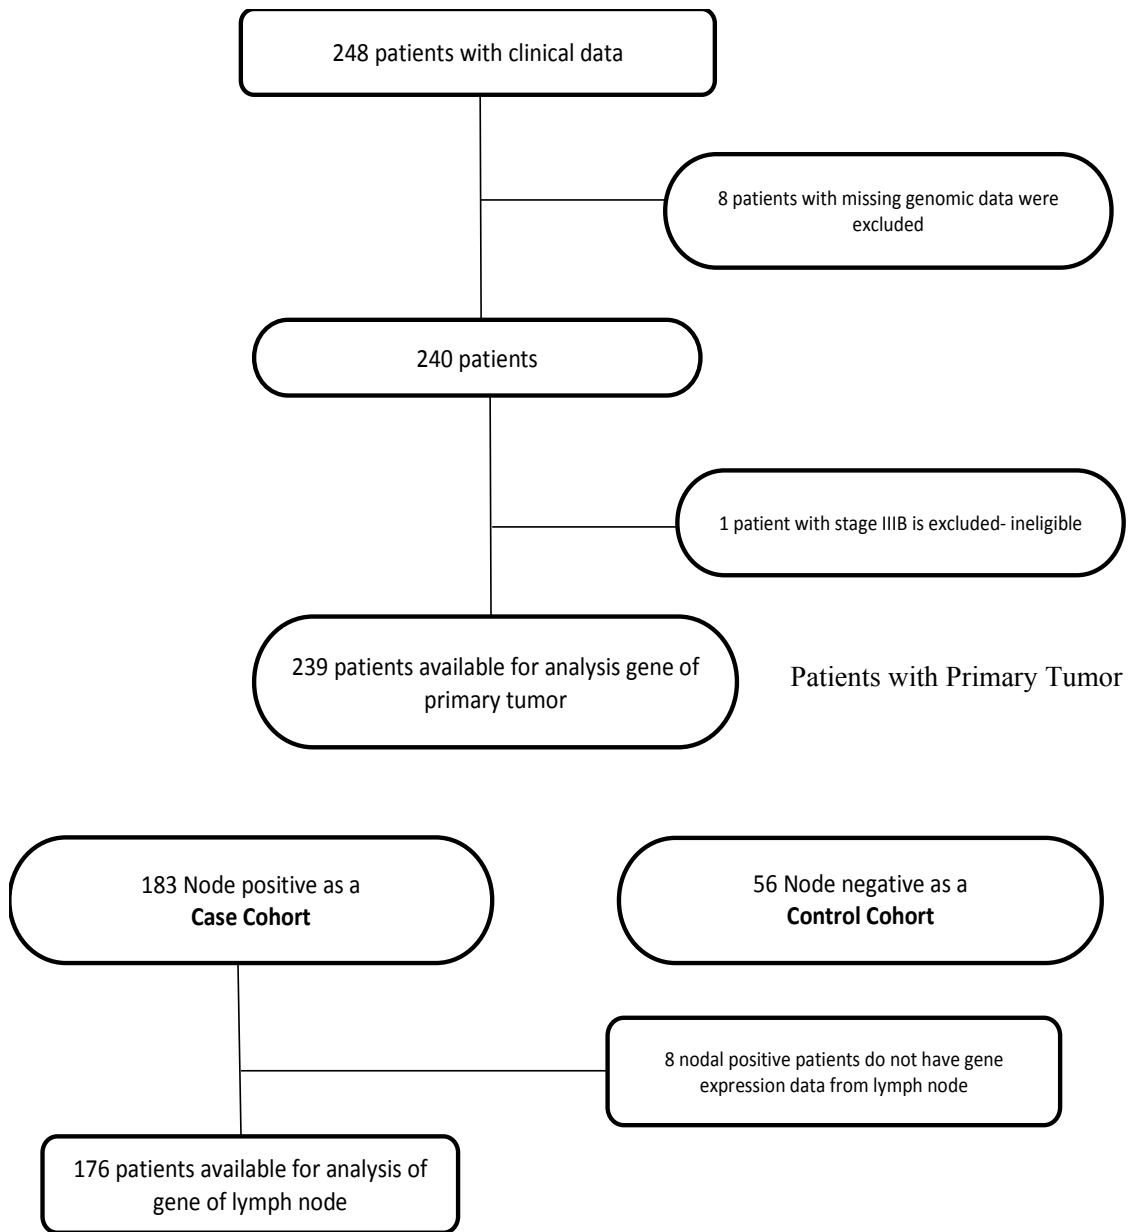 248 patients with clinical data
8 patients with missing genomic data were
excluded
240 patients
1 patient with stage IIIB is excluded- ineligible
239 patients available for analysis gene of
primary tumor
Patients with Primary Tumor
183 Node positive as a
Case Cohort
56 Node negative as a
Control Cohort
8 nodal positive patients do not have gene
expression data from lymph node
176 patients available for analysis of
gene of lymph node